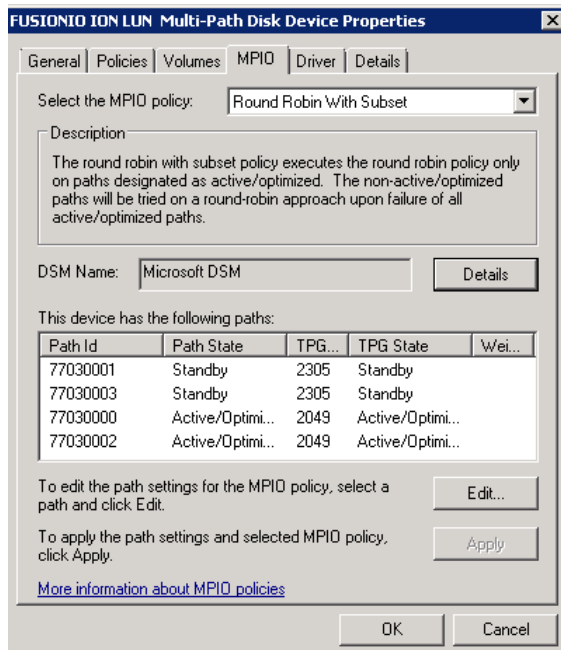 FUSIONIO ION LUN Multi-Path Disk Device Properties
General Policies Volumes MPIO Driver Details
Select the MPIO policy: Round Robin With Subset
Description
The round robin with subset policy executes the round robin policy only
on paths designated as active/optimized. The non-active/optimized
paths will be tried on a round-robin approach upon failure of all
active/optimized paths.
DSM Name: Microsoft DSM Details
This device has the following paths:
Path Id Path State TPG... TPG State Wei...
77030001 Standby 2305 Standby
77030003 Standby 2305 Standby
77030000 Active/Optimi... 2049 Active/Optimi...
77030002 Active/Optimi... 2049 Active/Optimi...
To edit the path settings for the MPIO policy, select a
path and click Edit. Edit...
To apply the path settings and selected MPIO policy,
click Apply. Apply
More information about MPIO policies
OK Cancel